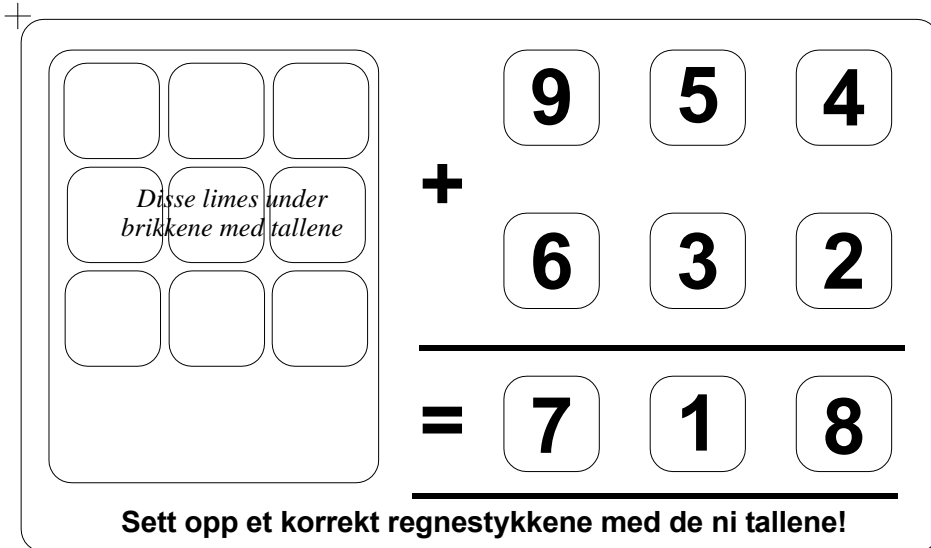 9 5 4
Disse limes under
brikkene med tallene
+
6 3 2
= 7 1 8
Sett opp et korrekt regnestykkene med de ni tallene!